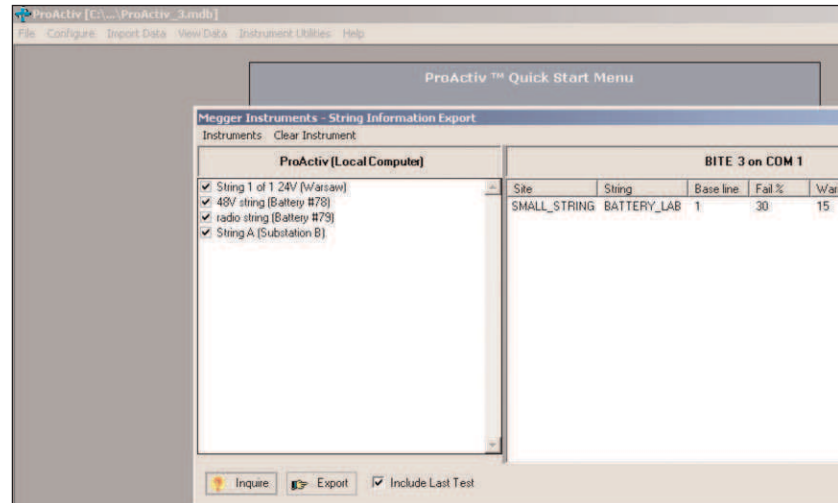 ProActiv [C:\...\ProActiv_3.mdb]
File Configure Import Data View Data Instrument Utilities Help
ProActiv ™ Quick Start Menu
Megger Instruments - String Information Export
Instruments Clear Instrument
ProActiv (Local Computer)
String 1 of 1 24V (Warsaw)
48V string (Battery #78)
radio string (Battery #79)
String A (Substation B)
BITE 3 on COM 1
Site String Base line Fail % War
SMALL_STRING BATTERY_LAB 1 30 15
Inquire Export Include Last Test